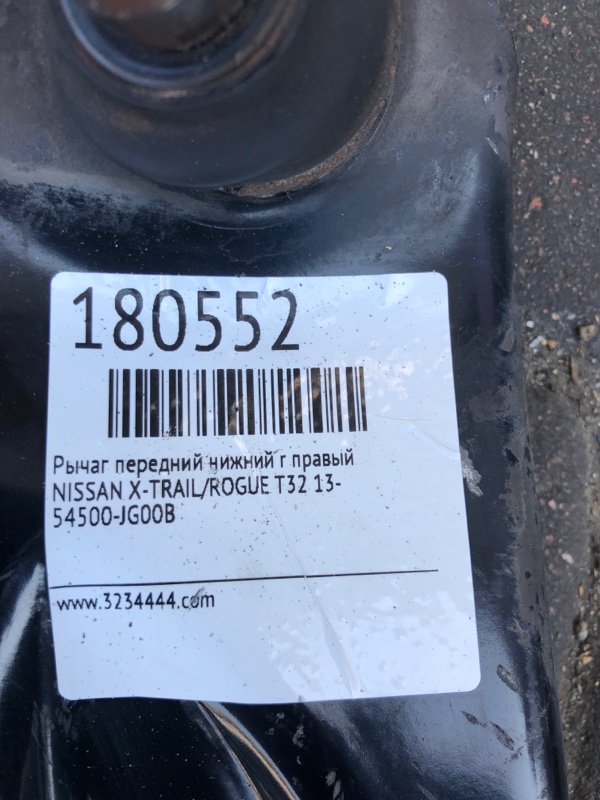 180552
Рычаг передний нижний г правый
NISSAN X-TRAIL/ROGUE T32 13-
54500-JG00B
www.3234444.com